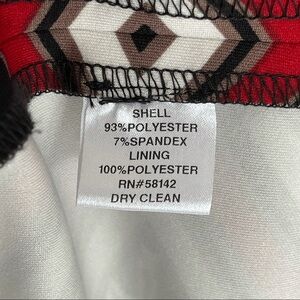 SHELL
93%POLYESTER
7%SPANDEX
LINING
100%POLYESTER
RN#58142
DRY CLEAN